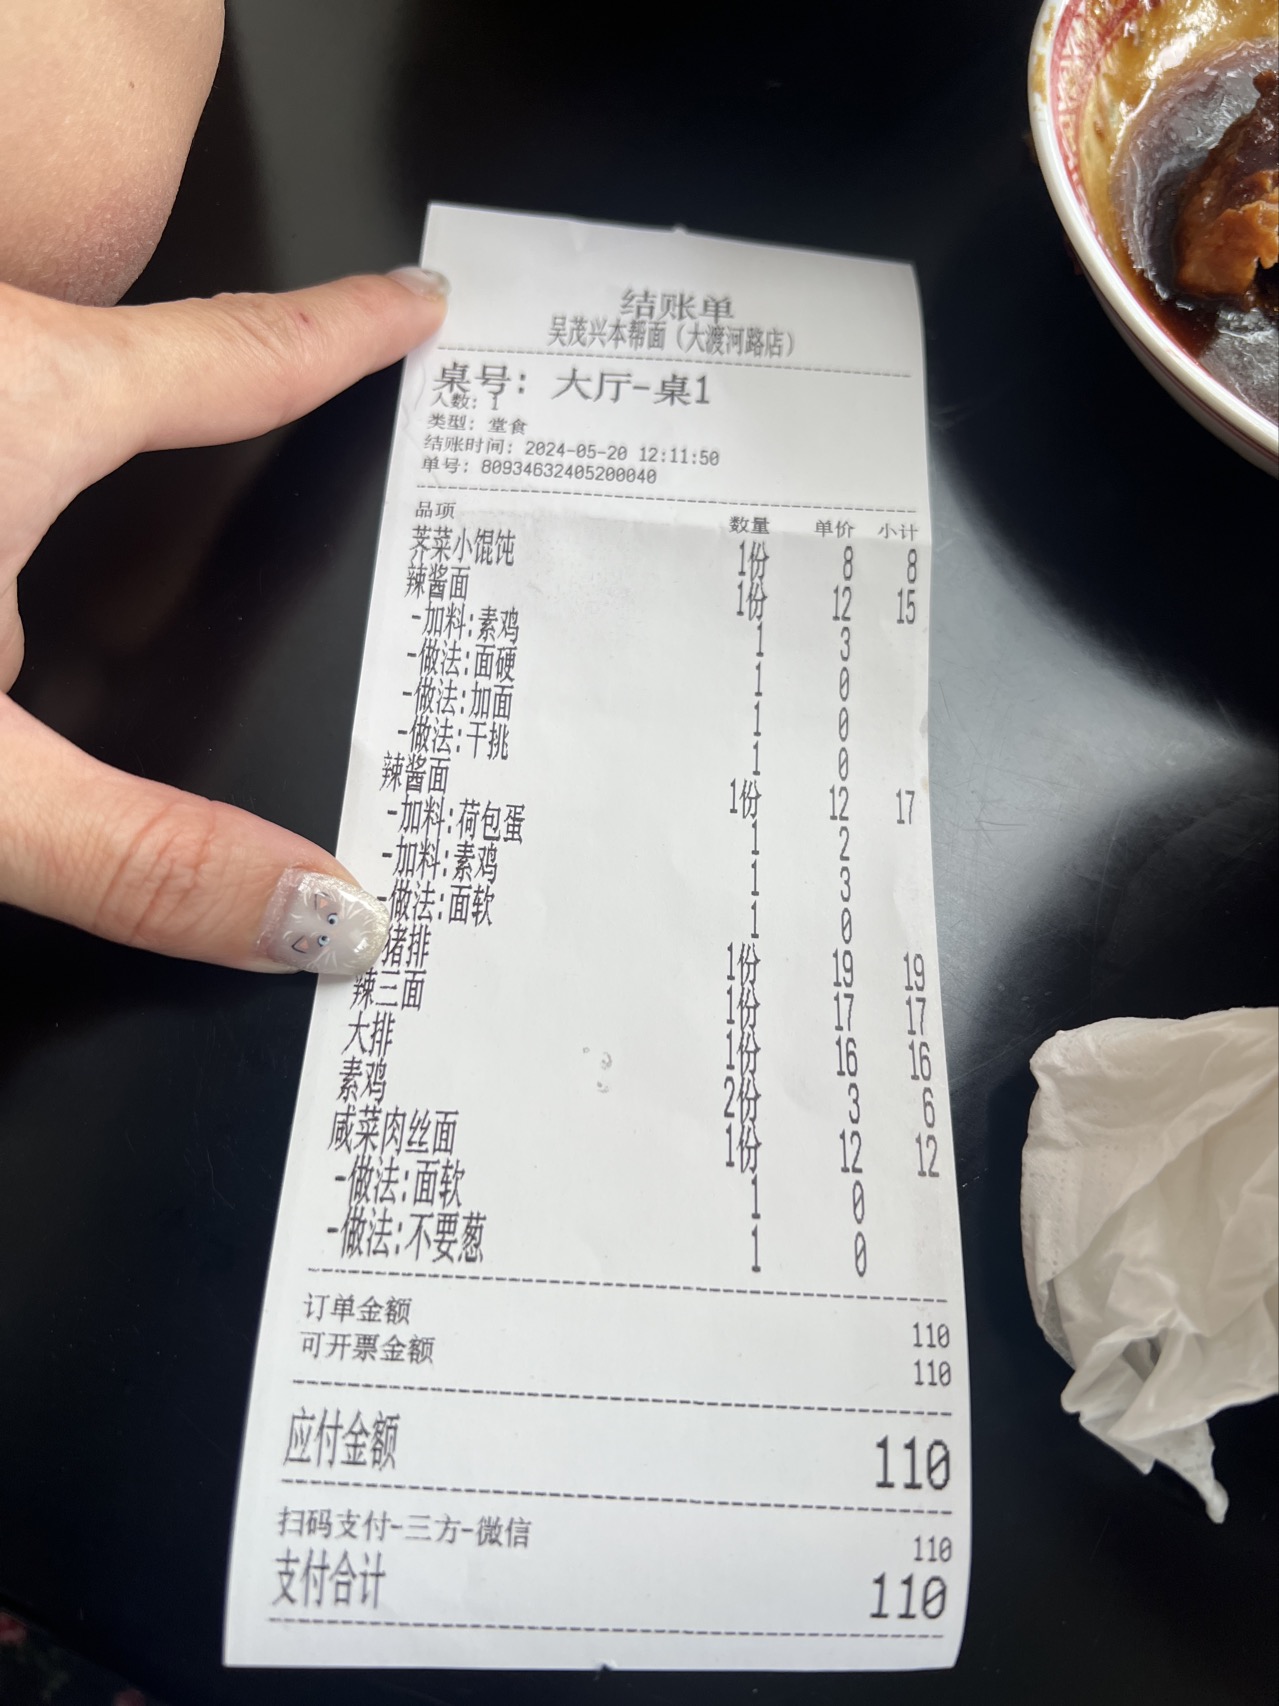 结账单
吴茂兴本帮面（大渡河路店）
桌号: 大厅-桌1
人数: 1
类型: 堂食
结账时间: 2024-05-20 12:11:50
单号: 80934632405200040
品项 数量 单价 小计
荠菜小馄饨 1份 8 8
辣酱面 1份 12 15
-加料:素鸡 1 3
-做法:面硬 1 0
-做法:加面 1 0
-做法:干挑 1 0
辣酱面 1份 12 17
-加料:荷包蛋 1 2
-加料:素鸡 1 3
-做法:面软 1 0
猪排 1份 19 19
辣三面 1份 17 17
大排 1份 16 16
素鸡 2份 3 6
咸菜肉丝面 1份 12 12
-做法:面软 1 0
-做法:不要葱 1 0
订单金额 110
可开票金额 110
应付金额 110
扫码支付-三方-微信 110
支付合计 110